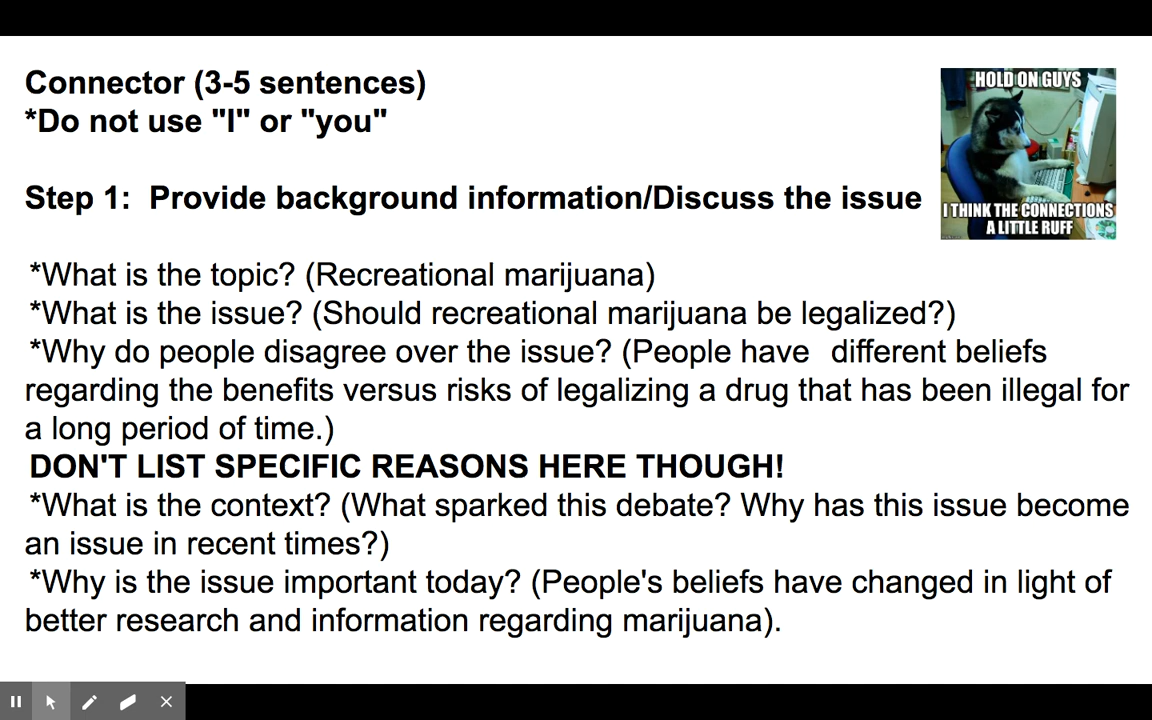 Connector (3-5 sentences)
*Do not use "I" or "you"
HOLD ON GUYS
I THINK THE CONNECTIONS
A LITTLE RUFF
Step 1:  Provide background information/Discuss the issue
*What is the topic? (Recreational marijuana)
*What is the issue? (Should recreational marijuana be legalized?)
*Why do people disagree over the issue? (People have  different beliefs
regarding the benefits versus risks of legalizing a drug that has been illegal for
a long period of time.)
DON'T LIST SPECIFIC REASONS HERE THOUGH!
*What is the context? (What sparked this debate? Why has this issue become
an issue in recent times?)
*Why is the issue important today? (People's beliefs have changed in light of
better research and information regarding marijuana).